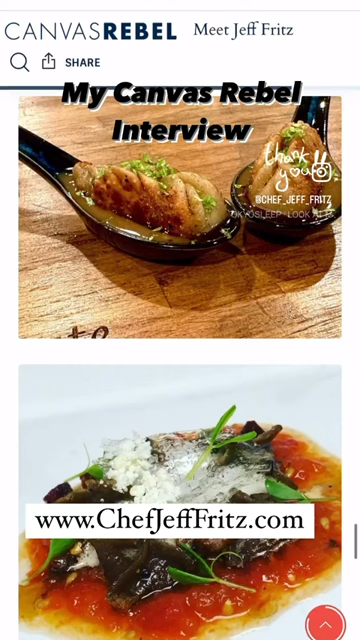 CANVASREBEL Meet Jeff Fritz
SHARE
My Canvas Rebel
Interview
thank
you!!
@CHEF_JEFF_FRITZ
www.ChefJeffFritz.com